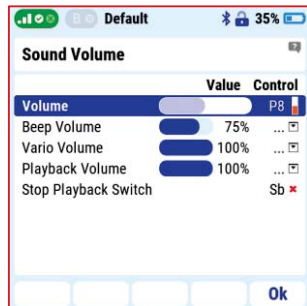 B Default 35%
Sound Volume
Value Control
Volume P8
Beep Volume 75% ...
Vario Volume 100% ...
Playback Volume 100% ...
Stop Playback Switch Sb
Ok